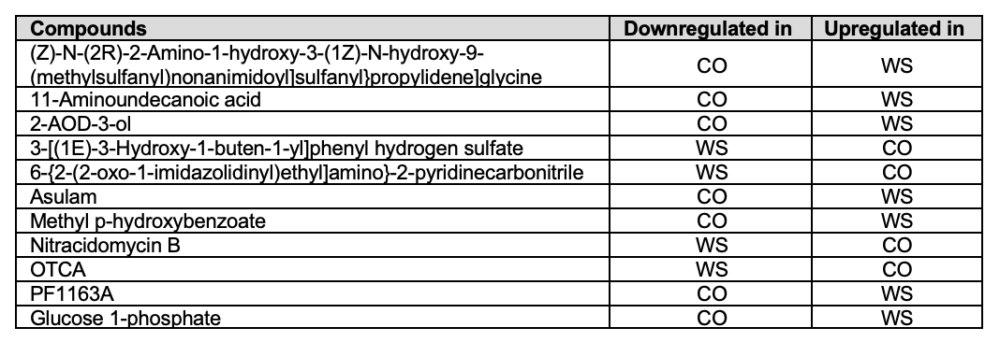 Compounds Downregulated in Upregulated in
(Z)-N-(2R)-2-Amino-1-hydroxy-3-(1Z)-N-hydroxy-9-
(methylsulfanyl)nonanimidoyl]sulfanyl}propylidene]glycine CO WS
11-Aminoundecanoic acid CO WS
2-AOD-3-ol CO WS
3-[(1E)-3-Hydroxy-1-buten-1-yl]phenyl hydrogen sulfate WS CO
6-{2-(2-oxo-1-imidazolidinyl)ethyl]amino}-2-pyridinecarbonitrile WS CO
Asulam CO WS
Methyl p-hydroxybenzoate CO WS
Nitracidomycin B WS CO
OTCA WS CO
PF1163A CO WS
Glucose 1-phosphate CO WS